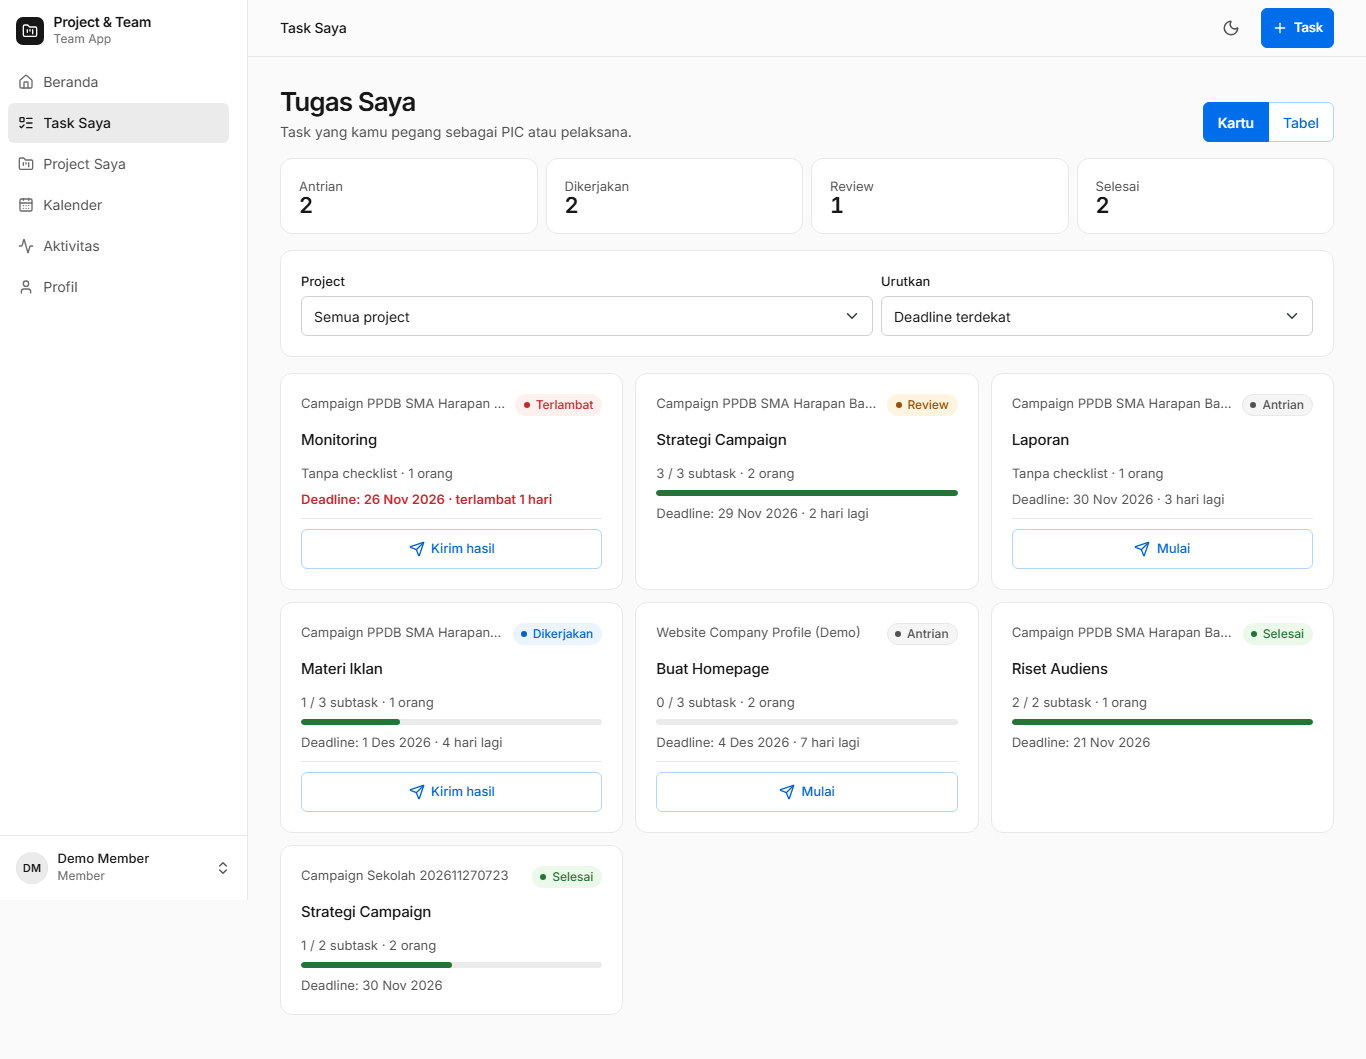 Project & Team
Team App
Beranda
Task Saya
Project Saya
Kalender
Aktivitas
Profil
DM
Demo Member
Member
Task Saya
Task
Tugas Saya
Task yang kamu pegang sebagai PIC atau pelaksana.
Kartu
Tabel
Antrian
2
Dikerjakan
2
Review
1
Selesai
2
Project
Semua project
Urutkan
Deadline terdekat
Campaign PPDB SMA Harapan ...
Terlambat
Monitoring
Tanpa checklist · 1 orang
Deadline: 26 Nov 2026 · terlambat 1 hari
Kirim hasil
Campaign PPDB SMA Harapan Ba...
Review
Strategi Campaign
3 / 3 subtask · 2 orang
Deadline: 29 Nov 2026 · 2 hari lagi
Campaign PPDB SMA Harapan Ba...
Antrian
Laporan
Tanpa checklist · 1 orang
Deadline: 30 Nov 2026 · 3 hari lagi
Mulai
Campaign PPDB SMA Harapan...
Dikerjakan
Materi Iklan
1 / 3 subtask · 1 orang
Deadline: 1 Des 2026 · 4 hari lagi
Kirim hasil
Website Company Profile (Demo)
Antrian
Buat Homepage
0 / 3 subtask · 2 orang
Deadline: 4 Des 2026 · 7 hari lagi
Mulai
Campaign PPDB SMA Harapan Ba...
Selesai
Riset Audiens
2 / 2 subtask · 1 orang
Deadline: 21 Nov 2026
Campaign Sekolah 202611270723
Selesai
Strategi Campaign
1 / 2 subtask · 2 orang
Deadline: 30 Nov 2026